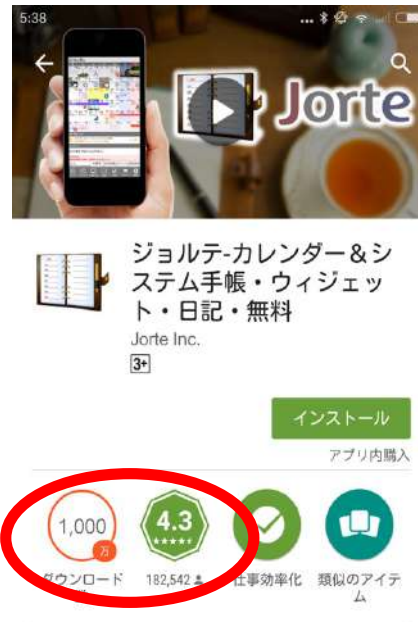 5:38
Jorte
ジョルテ-カレンダー＆シ
ステム手帳・ウィジェッ
ト・日記・無料
Jorte Inc.
3+
インストール
アプリ内購入
1,000
万
4.3
ダウンロード
182,542
仕事効率化
類似のアイテ
ム